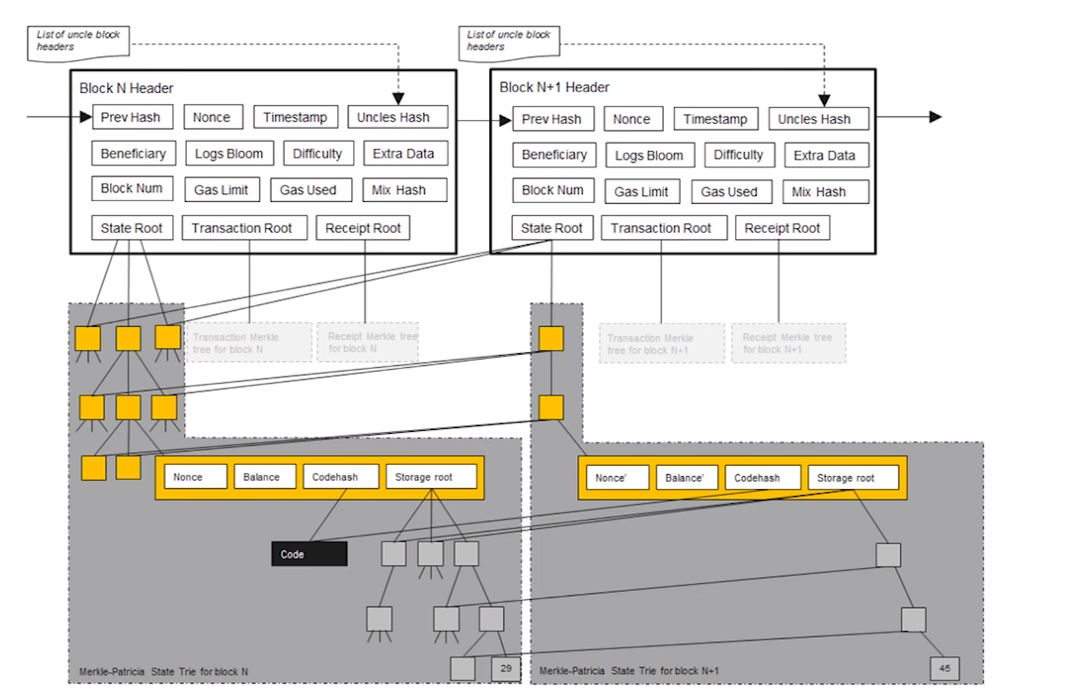 List of uncle block
headers
List of uncle block
headers
Block N Header
Prev Hash
Nonce
Timestamp
Uncles Hash
Beneficiary
Logs Bloom
Difficulty
Extra Data
Block Num
Gas Limit
Gas Used
Mix Hash
State Root
Transaction Root
Receipt Root
Block N+1 Header
Prev Hash
Nonce
Timestamp
Uncles Hash
Beneficiary
Logs Bloom
Difficulty
Extra Data
Block Num
Gas Limit
Gas Used
Mix Hash
State Root
Transaction Root
Receipt Root
Transaction Merkle
tree for block N
Receipt Merkle tree
for block N
Transaction Merkle
tree for block N+1
Receipt Merkle tree
for block N+1
Nonce
Balance
Codehash
Storage root
Nonce'
Balance'
Codehash
Storage root
Code
29
45
Merkle-Patricia State Trie for block N
Merkle-Patricia State Trie for block N+1